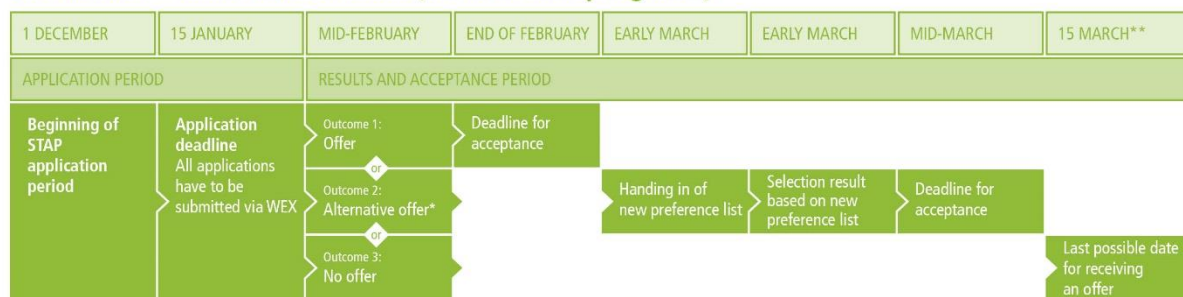 1 DECEMBER
15 JANUARY
MID-FEBRUARY
END OF FEBRUARY
EARLY MARCH
EARLY MARCH
MID-MARCH
15 MARCH**
APPLICATION PERIOD
RESULTS AND ACCEPTANCE PERIOD
Beginning of
STAP
application
period
Application
deadline
All applications
have to be
submitted via WEX
Outcome 1:
Offer
or
Outcome 2:
Alternative offer*
or
Outcome 3:
No offer
Deadline for
acceptance
Handing in of
new preference list
Selection result
based on new
preference list
Deadline for
acceptance
Last possible date
for receiving
an offer